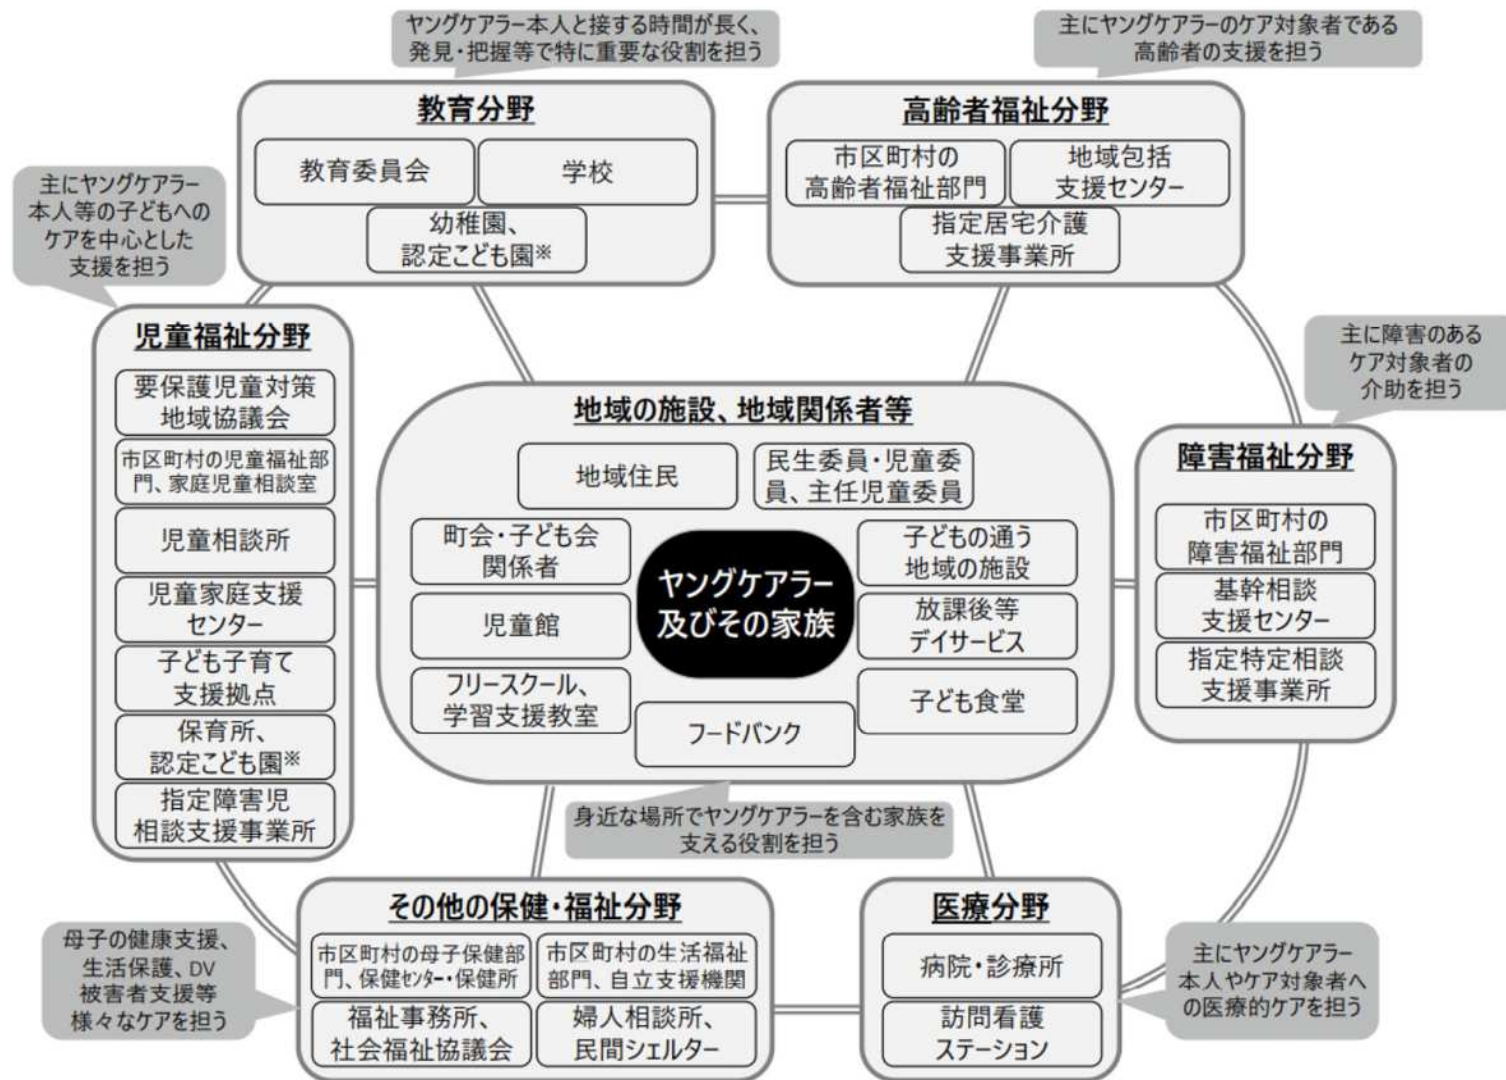 ヤングケアラー本人と接する時間が長く、
発見・把握等で特に重要な役割を担う
主にヤングケアラーのケア対象者である
高齢者の支援を担う
教育分野
教育委員会
学校
幼稚園、
認定こども園※
高齢者福祉分野
市区町村の
高齢者福祉部門
地域包括
支援センター
指定居宅介護
支援事業所
主にヤングケアラー
本人等の子どもへの
ケアを中心とした
支援を担う
児童福祉分野
要保護児童対策
地域協議会
市区町村の児童福祉部
門、家庭児童相談室
児童相談所
児童家庭支援
センター
子ども子育て
支援拠点
保育所、
認定こども園※
指定障害児
相談支援事業所
地域の施設、地域関係者等
地域住民
民生委員・児童委
員、主任児童委員
町会・子ども会
関係者
児童館
フリースクール、
学習支援教室
ヤングケアラー
及びその家族
子どもの通う
地域の施設
放課後等
デイサービス
子ども食堂
フードバンク
身近な場所でヤングケアラーを含む家族を
支える役割を担う
主に障害のある
ケア対象者の
介助を担う
障害福祉分野
市区町村の
障害福祉部門
基幹相談
支援センター
指定特定相談
支援事業所
母子の健康支援、
生活保護、DV
被害者支援等
様々なケアを担う
その他の保健・福祉分野
市区町村の母子保健部
門、保健センター・保健所
市区町村の生活福祉
部門、自立支援機関
福祉事務所、
社会福祉協議会
婦人相談所、
民間シェルター
医療分野
病院・診療所
訪問看護
ステーション
主にヤングケアラー
本人やケア対象者へ
の医療的ケアを担う